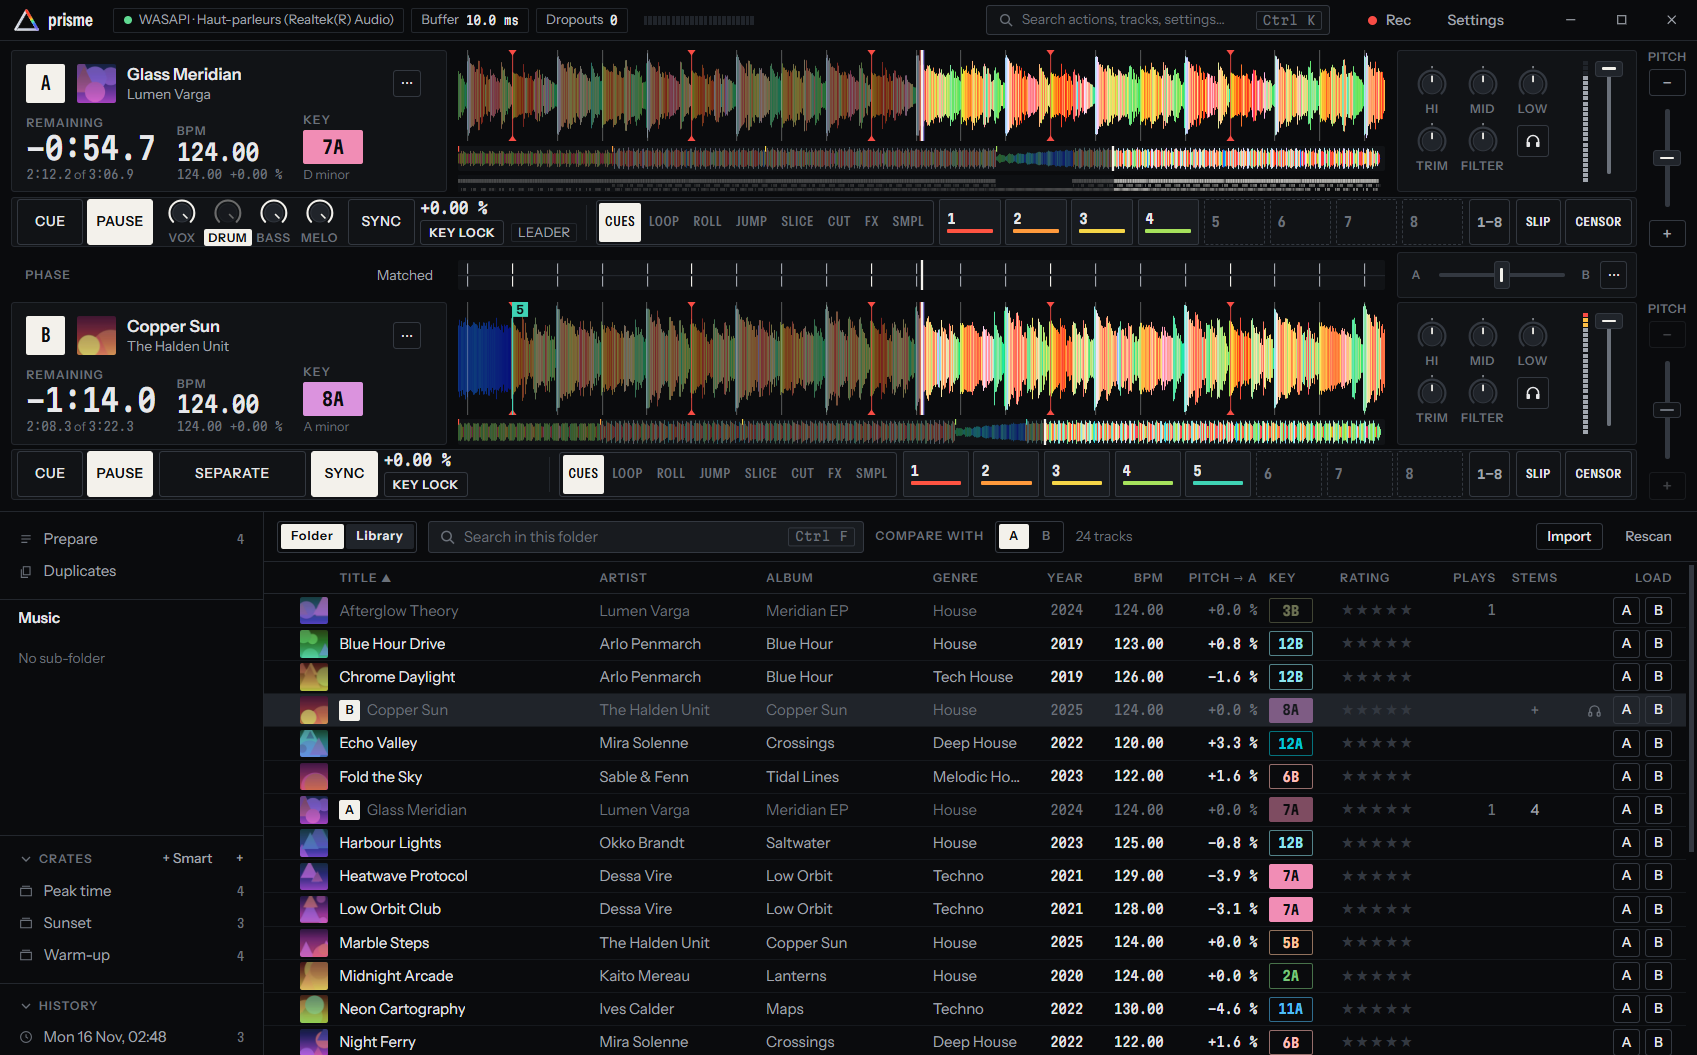 prisme
WASAPI · Haut-parleurs (Realtek(R) Audio)
Buffer 10.0 ms
Dropouts 0
Search actions, tracks, settings...
Ctrl K
Rec
Settings
A
Glass Meridian
Lumen Varga
...
REMAINING
−0:54.7
2:12.2 of 3:06.9
BPM
124.00
124.00 +0.00 %
KEY
7A
D minor
HI MID LOW
TRIM FILTER
PITCH
−
+
CUE PAUSE
VOX DRUM BASS MELO
SYNC
+0.00 %
KEY LOCK
LEADER
CUES LOOP ROLL JUMP SLICE CUT FX SMPL
1 2 3 4 5 6 7 8
1–8 SLIP CENSOR
PHASE
Matched
A B ...
B
Copper Sun
The Halden Unit
...
5
REMAINING
−1:14.0
2:08.3 of 3:22.3
BPM
124.00
124.00 +0.00 %
KEY
8A
A minor
HI MID LOW
TRIM FILTER
PITCH
−
+
CUE PAUSE SEPARATE SYNC
+0.00 %
KEY LOCK
CUES LOOP ROLL JUMP SLICE CUT FX SMPL
1 2 3 4 5 6 7 8
1–8 SLIP CENSOR
Prepare 4
Duplicates
Music
No sub-folder
CRATES + Smart +
Peak time 4
Sunset 3
Warm-up 4
HISTORY
Mon 16 Nov, 02:48 3
Folder Library
Search in this folder
Ctrl F
COMPARE WITH A B
24 tracks
Import Rescan
TITLE ▲ ARTIST ALBUM GENRE YEAR BPM PITCH → A KEY RATING PLAYS STEMS LOAD
Afterglow Theory Lumen Varga Meridian EP House 2024 124.00 +0.0 % 3B ★★★★★ 1 A B
Blue Hour Drive Arlo Penmarch Blue Hour House 2019 123.00 +0.8 % 12B ★★★★★ A B
Chrome Daylight Arlo Penmarch Blue Hour Tech House 2019 126.00 −1.6 % 12B ★★★★★ A B
B Copper Sun The Halden Unit Copper Sun House 2025 124.00 +0.0 % 8A ★★★★★ + A B
Echo Valley Mira Solenne Crossings Deep House 2022 120.00 +3.3 % 12A ★★★★★ A B
Fold the Sky Sable & Fenn Tidal Lines Melodic Ho... 2023 122.00 +1.6 % 6B ★★★★★ A B
A Glass Meridian Lumen Varga Meridian EP House 2024 124.00 +0.0 % 7A ★★★★★ 1 4 A B
Harbour Lights Okko Brandt Saltwater House 2023 125.00 −0.8 % 12B ★★★★★ A B
Heatwave Protocol Dessa Vire Low Orbit Techno 2021 129.00 −3.9 % 7A ★★★★★ A B
Low Orbit Club Dessa Vire Low Orbit Techno 2021 128.00 −3.1 % 7A ★★★★★ A B
Marble Steps The Halden Unit Copper Sun House 2025 124.00 +0.0 % 5B ★★★★★ A B
Midnight Arcade Kaito Mereau Lanterns House 2020 124.00 +0.0 % 2A ★★★★★ A B
Neon Cartography Ives Calder Maps Techno 2022 130.00 −4.6 % 11A ★★★★★ A B
Night Ferry Mira Solenne Crossings Deep House 2022 122.00 +1.6 % 6B ★★★★★ A B